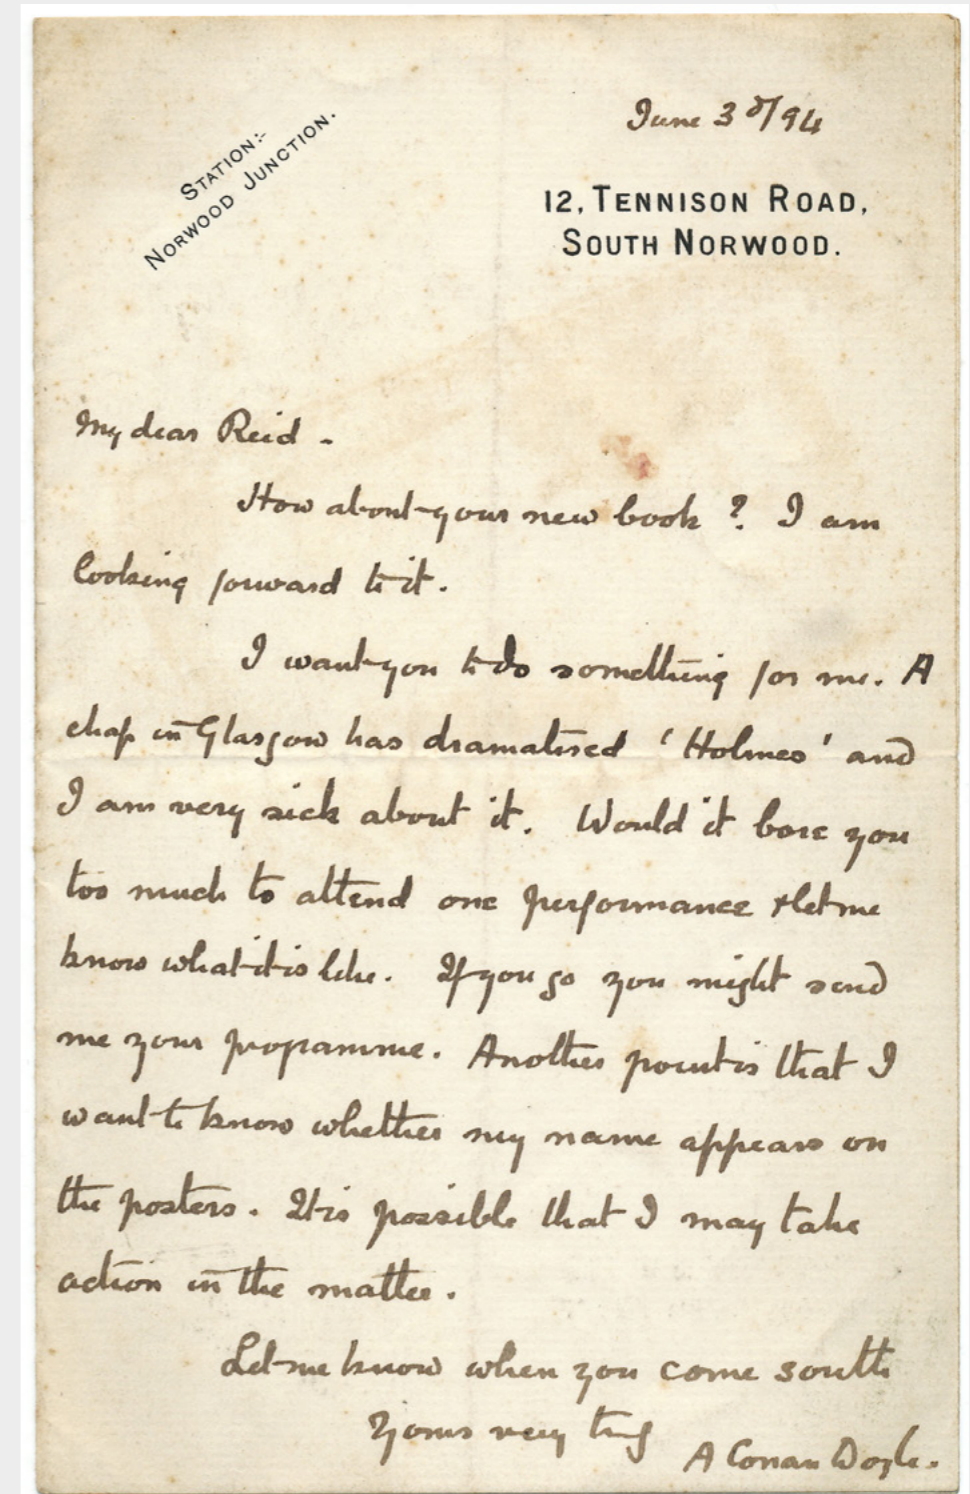 June 3d/94
STATION:-
NORWOOD JUNCTION.
12, TENNISON ROAD,
SOUTH NORWOOD.
My dear Reid -
How about your new book? I am
looking forward to it.
I want you to do something for me. A
chap in Glasgow has dramatised 'Holmes' and
I am very sick about it. Would it bore you
too much to attend one performance & let me
know what it is like. If you go you might send
me your programme. Another point is that I
want to know whether my name appears on
the posters. It is possible that I may take
action in the matter.
Let me know when you come south
Yours very truly
A Conan Doyle.